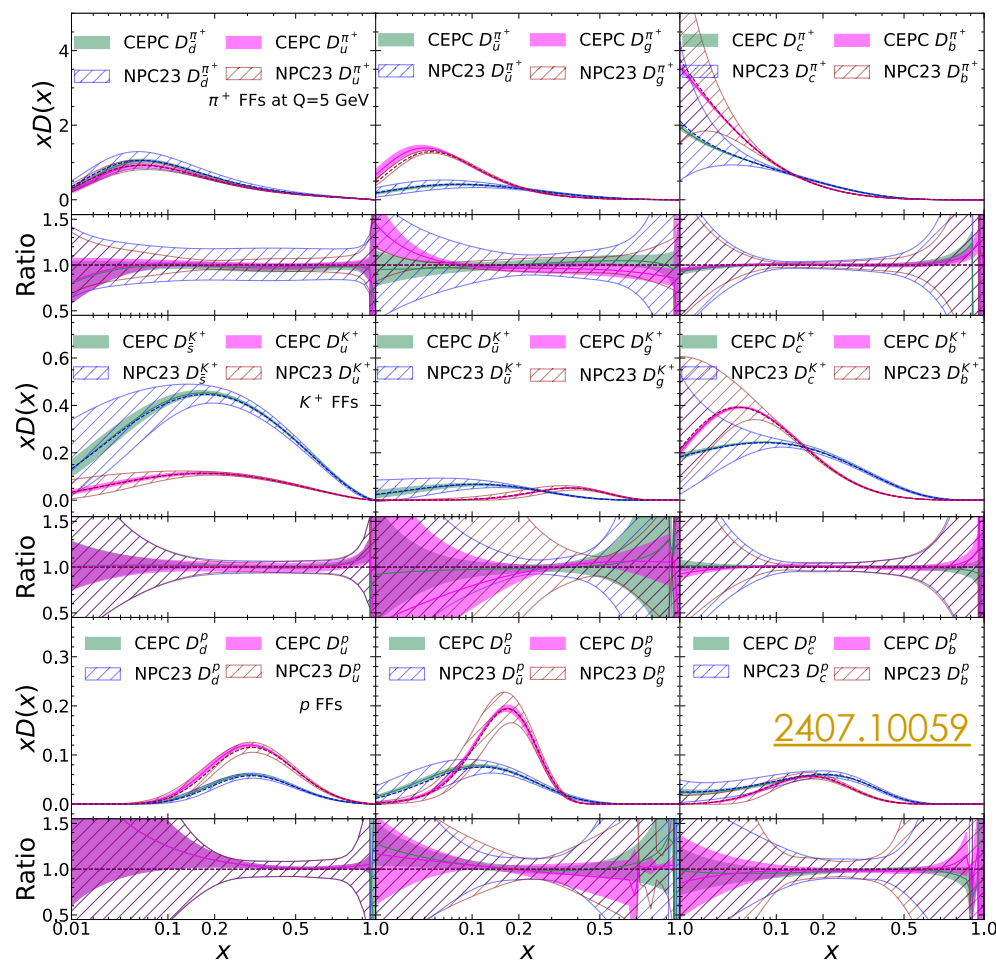 CEPC $D_d^{\pi^+}$ CEPC $D_u^{\pi^+}$ CEPC $D_{\bar{u}}^{\pi^+}$ CEPC $D_g^{\pi^+}$ CEPC $D_c^{\pi^+}$ CEPC $D_b^{\pi^+}$
NPC23 $D_d^{\pi^+}$ NPC23 $D_u^{\pi^+}$ NPC23 $D_{\bar{u}}^{\pi^+}$ NPC23 $D_g^{\pi^+}$ NPC23 $D_c^{\pi^+}$ NPC23 $D_b^{\pi^+}$
π⁺ FFs at Q=5 GeV
xD(x)
4
2
0
1.5
1.0
0.5
Ratio
CEPC $D_{\bar{s}}^{K^+}$ CEPC $D_u^{K^+}$ CEPC $D_{\bar{u}}^{K^+}$ CEPC $D_g^{K^+}$ CEPC $D_c^{K^+}$ CEPC $D_b^{K^+}$
NPC23 $D_{\bar{s}}^{K^+}$ NPC23 $D_u^{K^+}$ NPC23 $D_{\bar{u}}^{K^+}$ NPC23 $D_g^{K^+}$ NPC23 $D_c^{K^+}$ NPC23 $D_b^{K^+}$
K⁺ FFs
xD(x)
0.6
0.4
0.2
0.0
1.5
1.0
0.5
Ratio
CEPC $D_d^p$ CEPC $D_u^p$ CEPC $D_{\bar{u}}^p$ CEPC $D_g^p$ CEPC $D_c^p$ CEPC $D_b^p$
NPC23 $D_d^p$ NPC23 $D_u^p$ NPC23 $D_{\bar{u}}^p$ NPC23 $D_g^p$ NPC23 $D_c^p$ NPC23 $D_b^p$
p FFs
2407.10059
xD(x)
0.3
0.2
0.1
0.0
1.5
1.0
0.5
Ratio
0.01 0.1 0.2 0.5 1.0 0.1 0.2 0.5 1.0 0.1 0.2 0.5 1.0
x x x